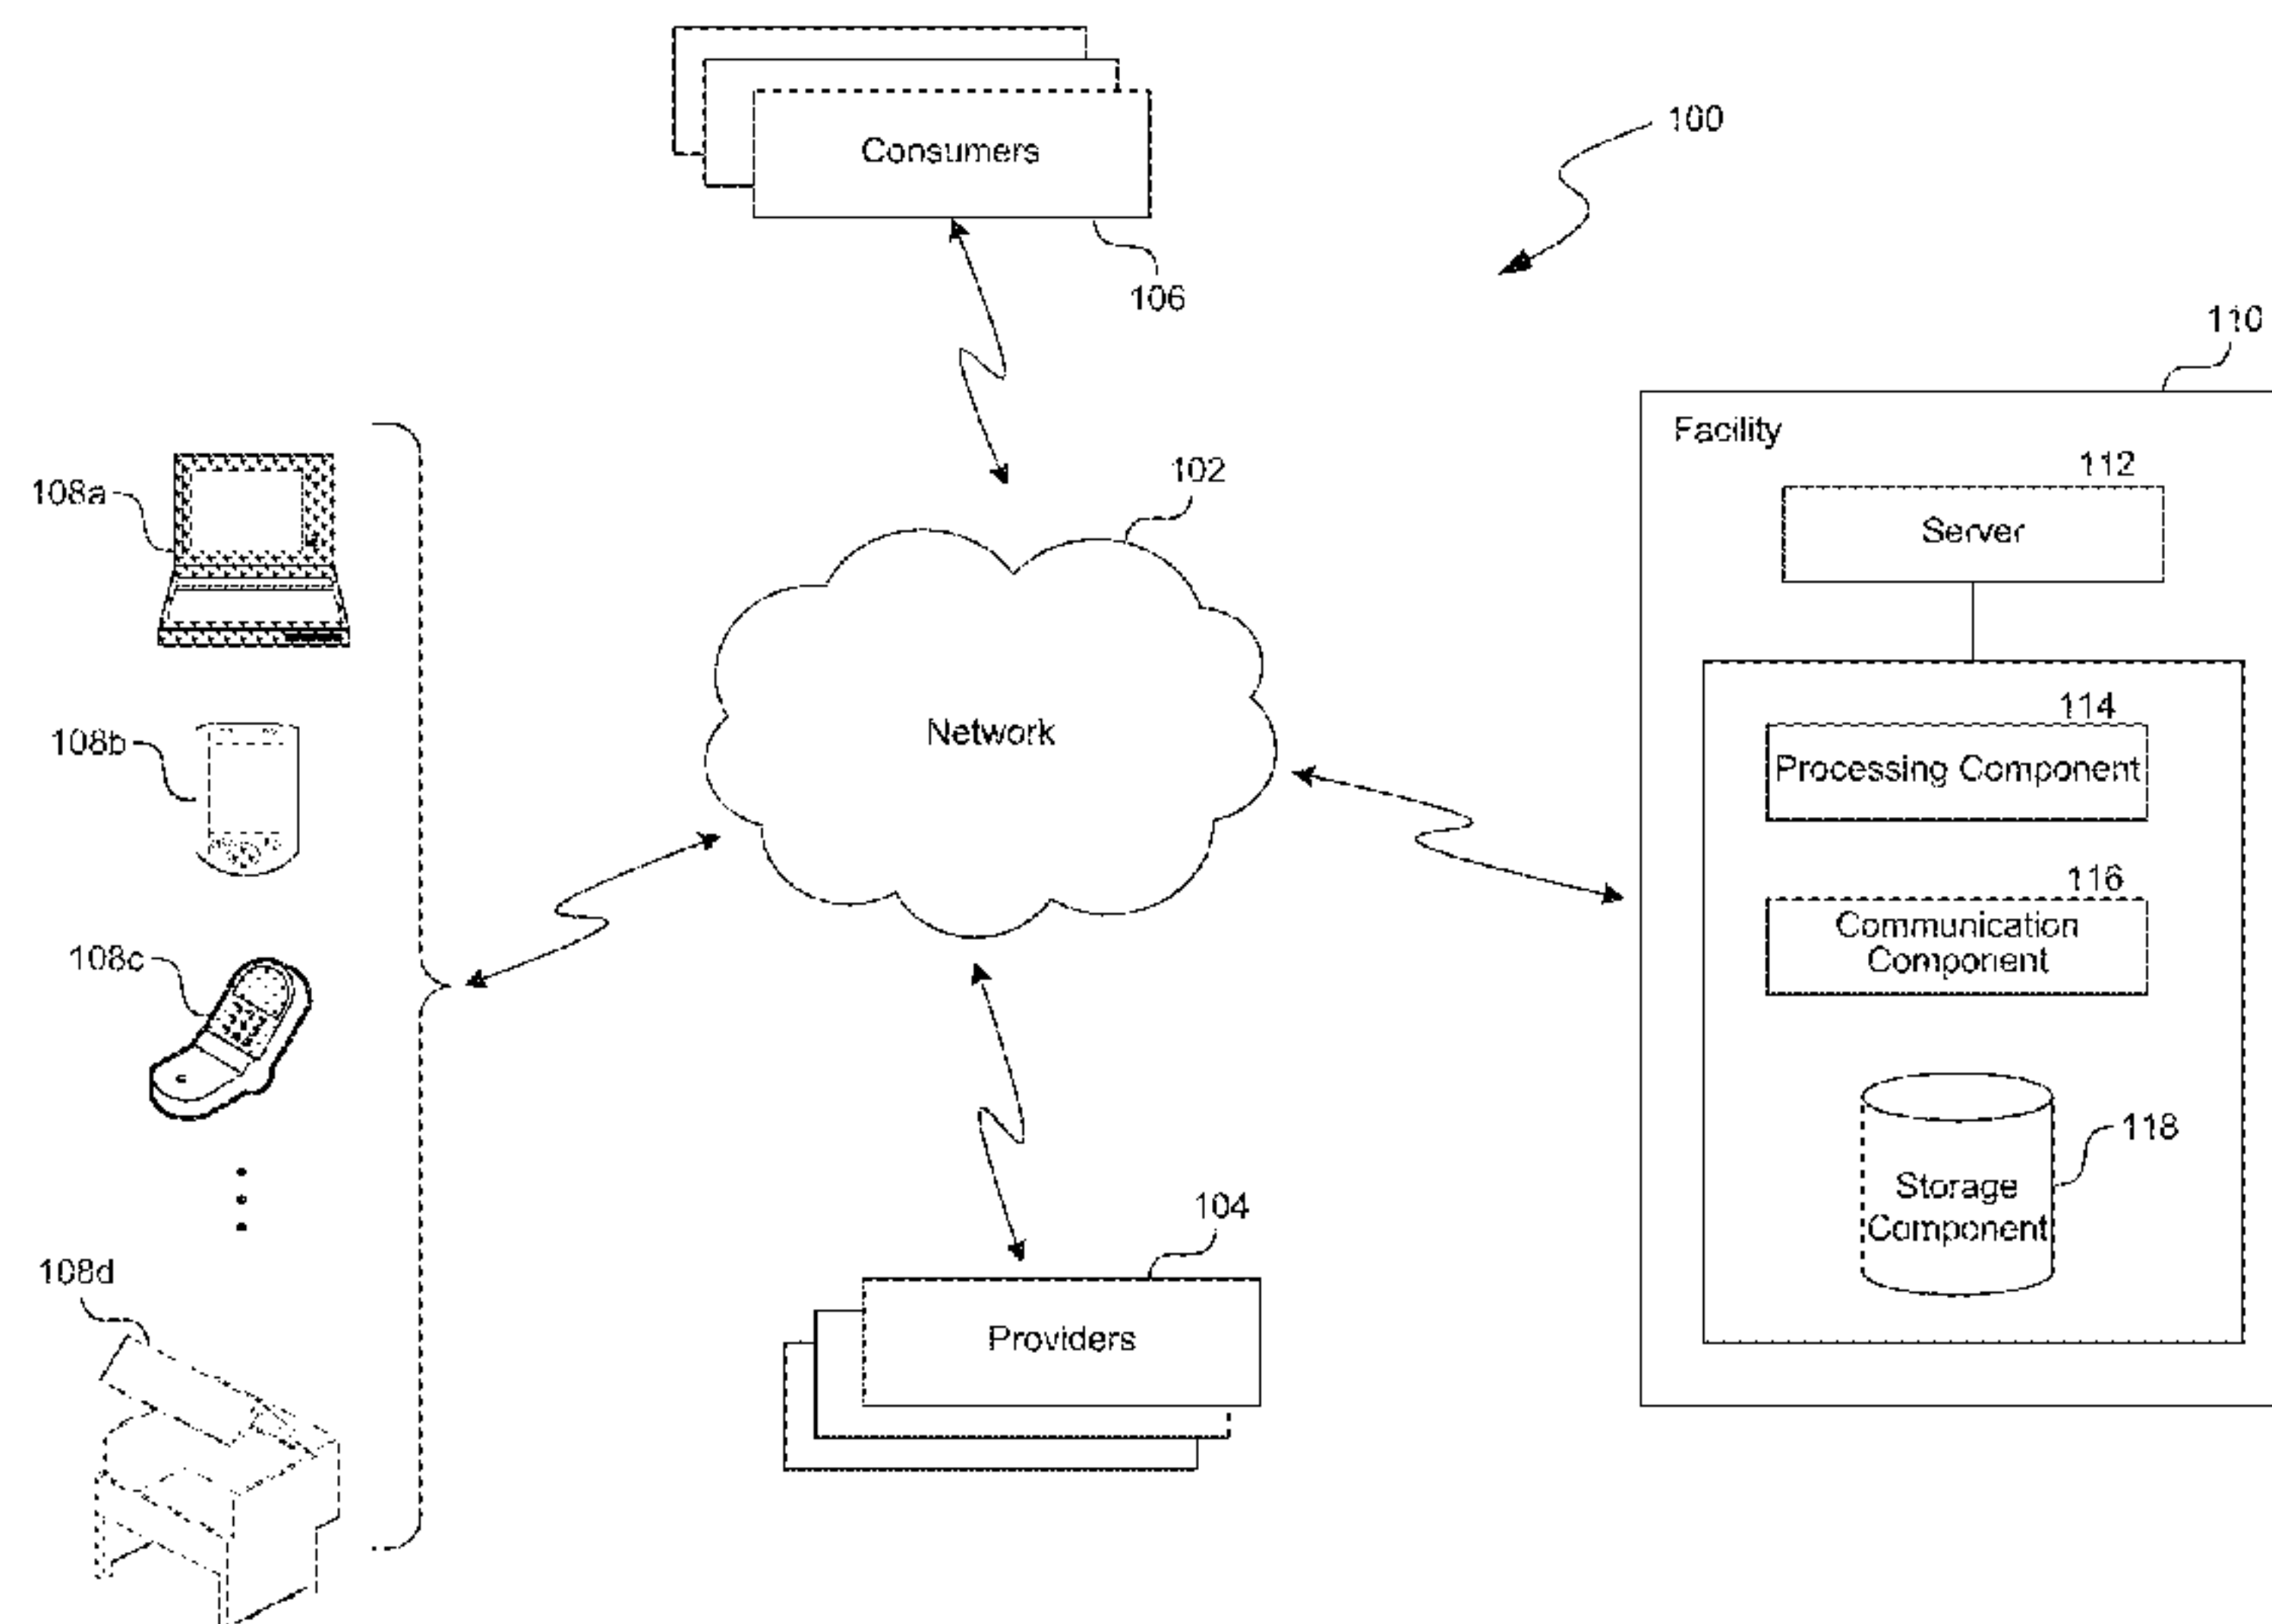 Consumers
100
106
110
Facility
112
Server
108a
102
114
Processing Component
108b
Network
116
Communication
Component
108c
118
Storage
Component
104
Providers
108d